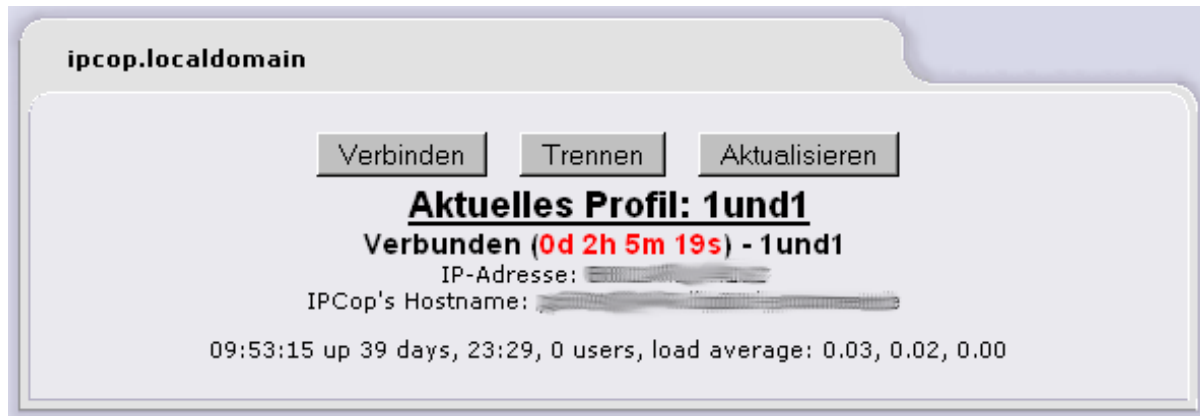 ipcop.localdomain
Verbinden Trennen Aktualisieren
Aktuelles Profil: 1und1
Verbunden (0d 2h 5m 19s) - 1und1
IP-Adresse:
IPCop's Hostname:
09:53:15 up 39 days, 23:29, 0 users, load average: 0.03, 0.02, 0.00